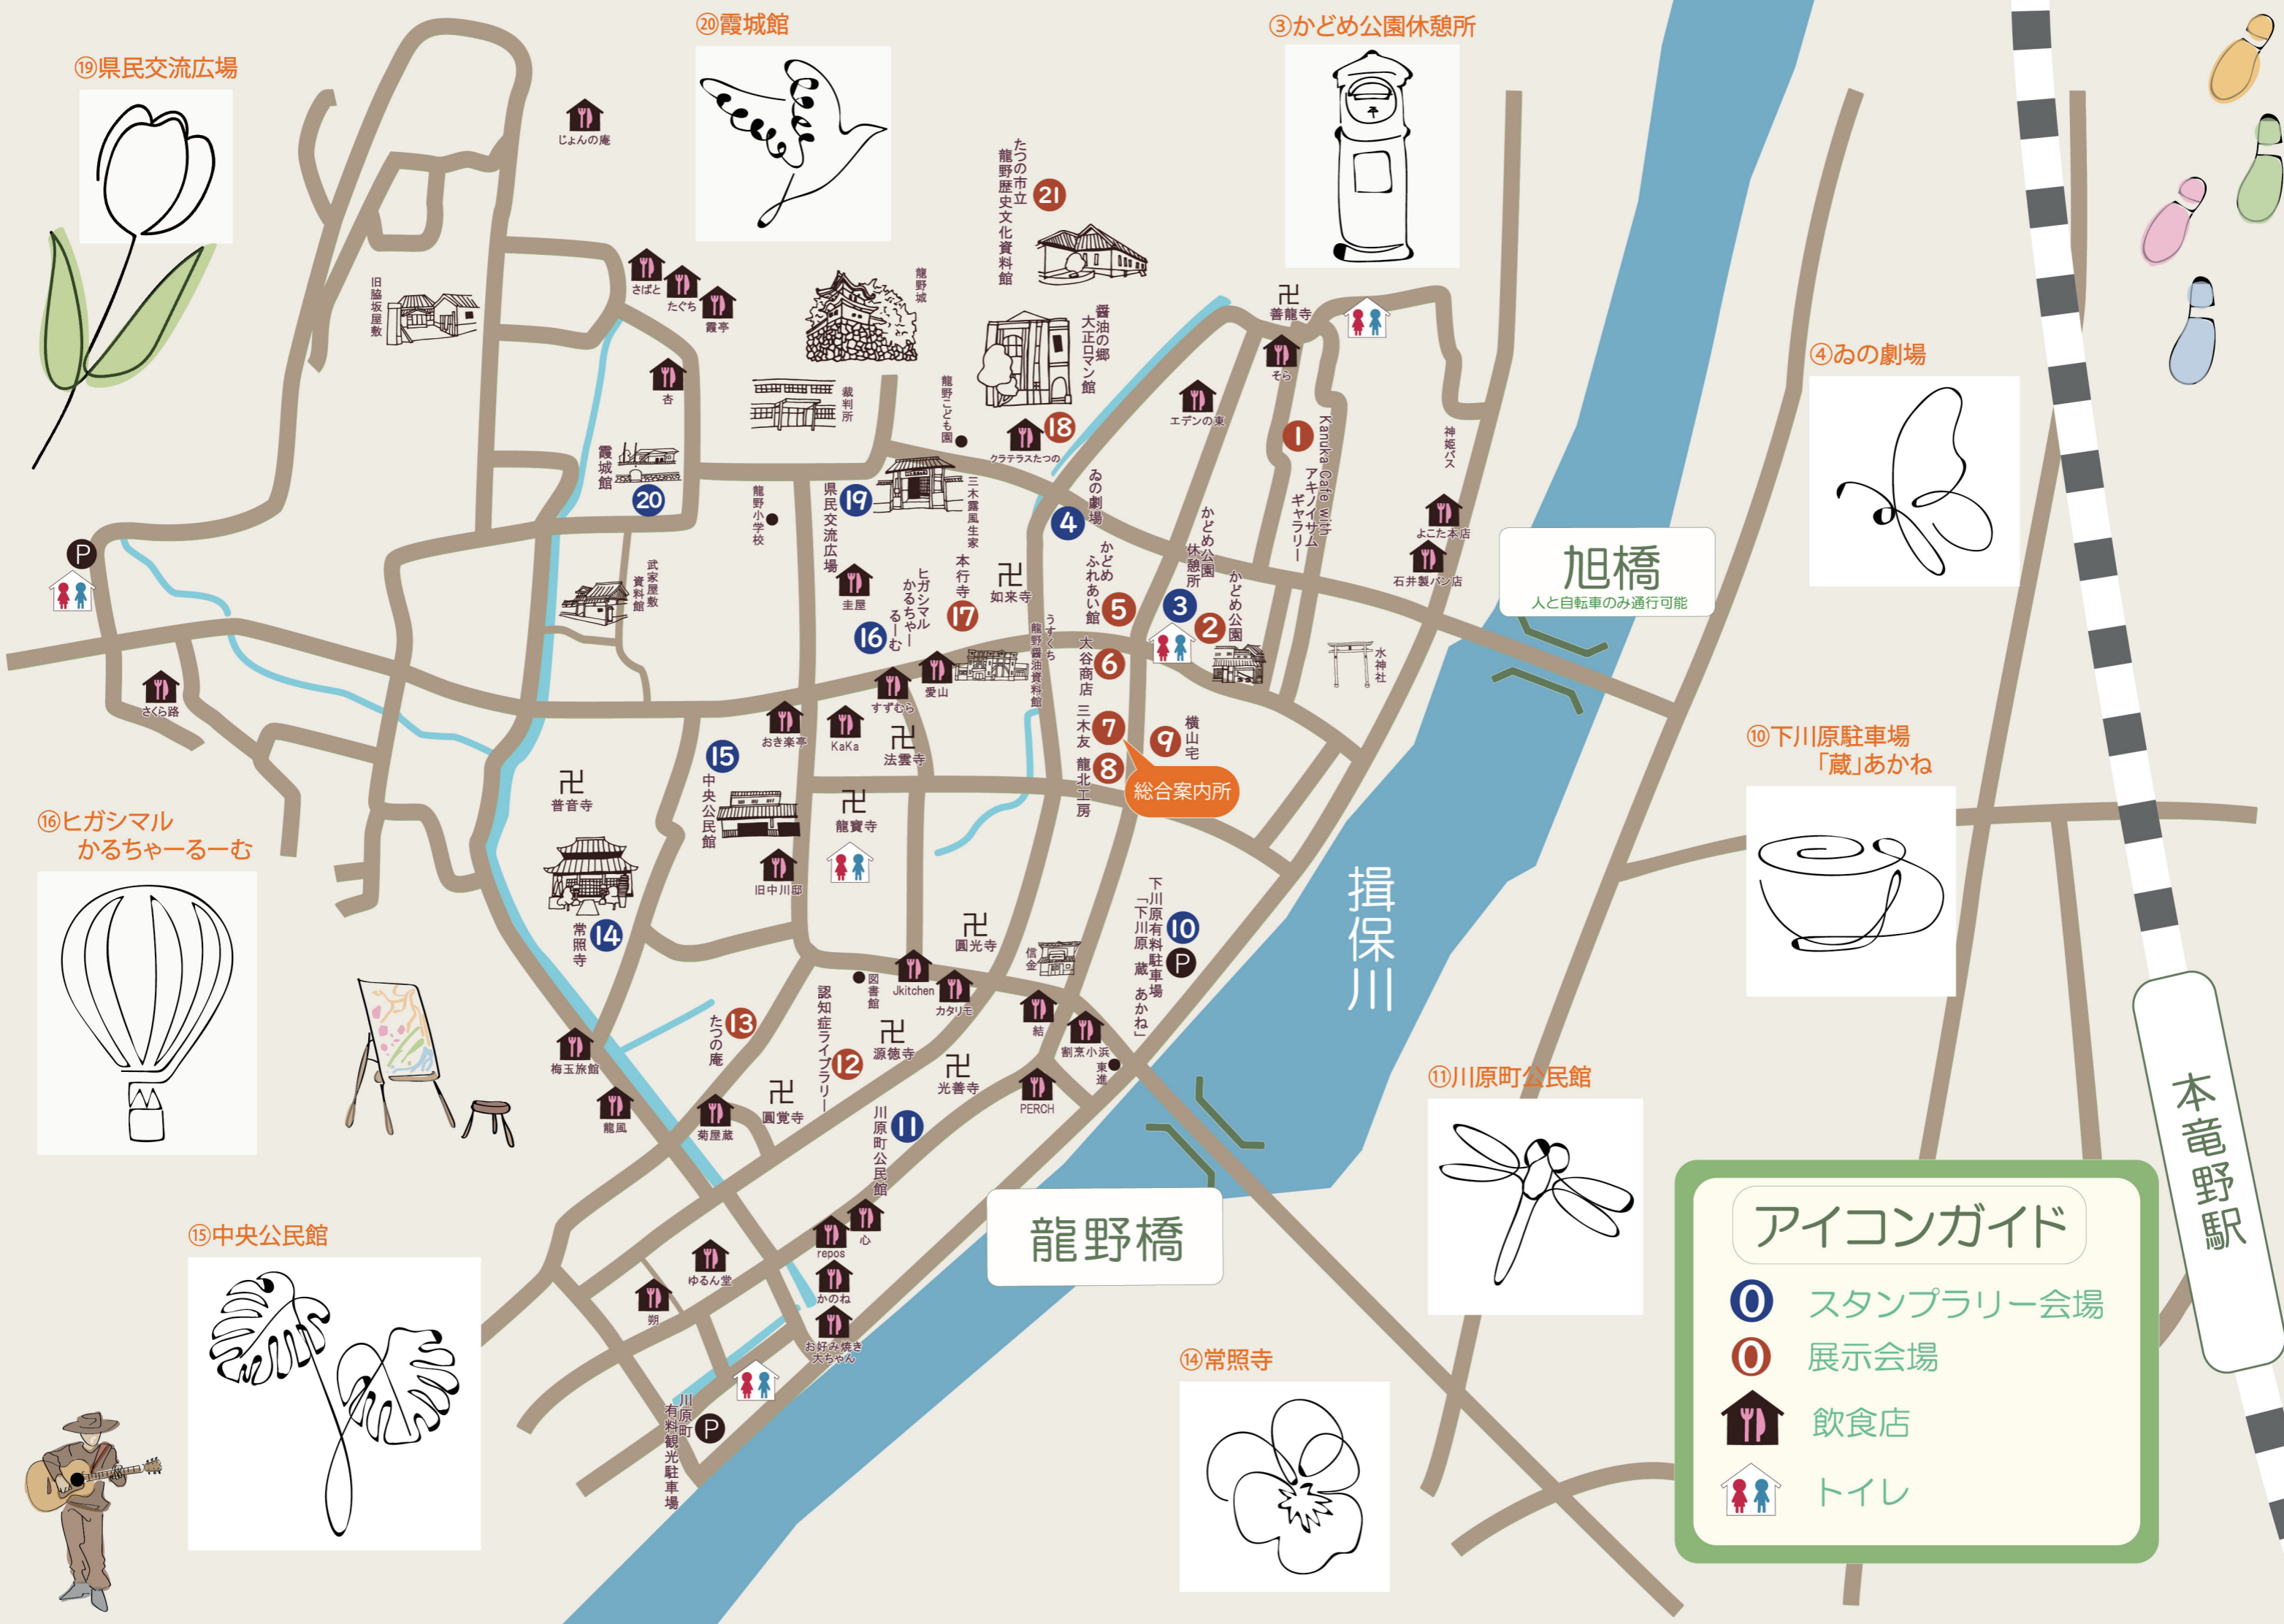 ⑲県民交流広場
⑳霞城館
③かどめ公園休憩所
④ゐの劇場
⑩下川原駐車場
「蔵」あかね
⑯ヒガシマル
かるちゃーるーむ
⑪川原町公民館
⑮中央公民館
⑭常照寺
じょんの庵
たつの市立
龍野歴史文化資料館
21
旧脇坂屋敷
さばと
たぐち
霞亭
龍野城
醤油の郷
大正ロマン館
善龍寺
そら
杏
裁判所
龍野こども園
18
クラテラスたつの
エデンの東
1
Kanuka Cafe with
アキノイサム
ギャラリー
神姫バス
霞城館
20
龍野小学校
県民交流広場
19
三木露風生家
ゐの劇場
4
よこた本店
石井製パン店
旭橋
人と自転車のみ通行可能
P
武家屋敷
資料館
圭屋
ヒガシマル
かるちゃー
るーむ
16
本行寺
17
如来寺
かどめ
ふれあい館
5
かどめ公園
休憩所
3
かどめ公園
2
うすくち
龍野醤油資料館
大谷商店
6
水神社
さくら路
すずむら
愛山
おき楽亭
KaKa
法雲寺
三木友
7
龍北工房
8
横山宅
9
総合案内所
15
中央公民館
普音寺
龍寶寺
旧中川邸
常照寺
14
圓光寺
信金
下川原有料駐車場
「下川原 蔵 あかね」
10
P
揖保川
図書館
Jkitchen
カタリモ
結
割烹小浜
東進
たつの庵
13
認知症ライブラリー
12
源徳寺
光善寺
PERCH
梅玉旅館
龍風
菊屋蔵
圓覚寺
川原町公民館
11
心
repos
かのね
お好み焼き
大ちゃん
ゆるん堂
朔
川原町
有料観光駐車場
P
龍野橋
本竜野駅
アイコンガイド
0 スタンプラリー会場
0 展示会場
飲食店
トイレ